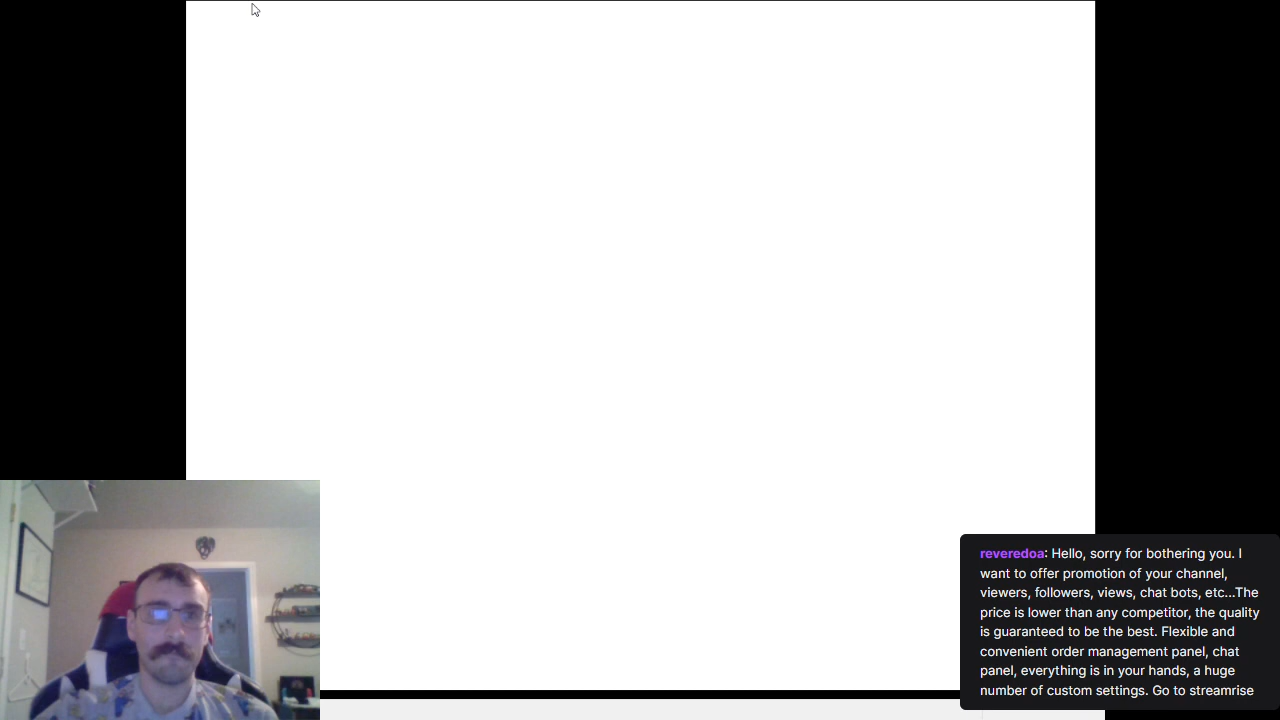 reveredoa: Hello, sorry for bothering you. I
want to offer promotion of your channel,
viewers, followers, views, chat bots, etc...The
price is lower than any competitor, the quality
is guaranteed to be the best. Flexible and
convenient order management panel, chat
panel, everything is in your hands, a huge
number of custom settings. Go to streamrise